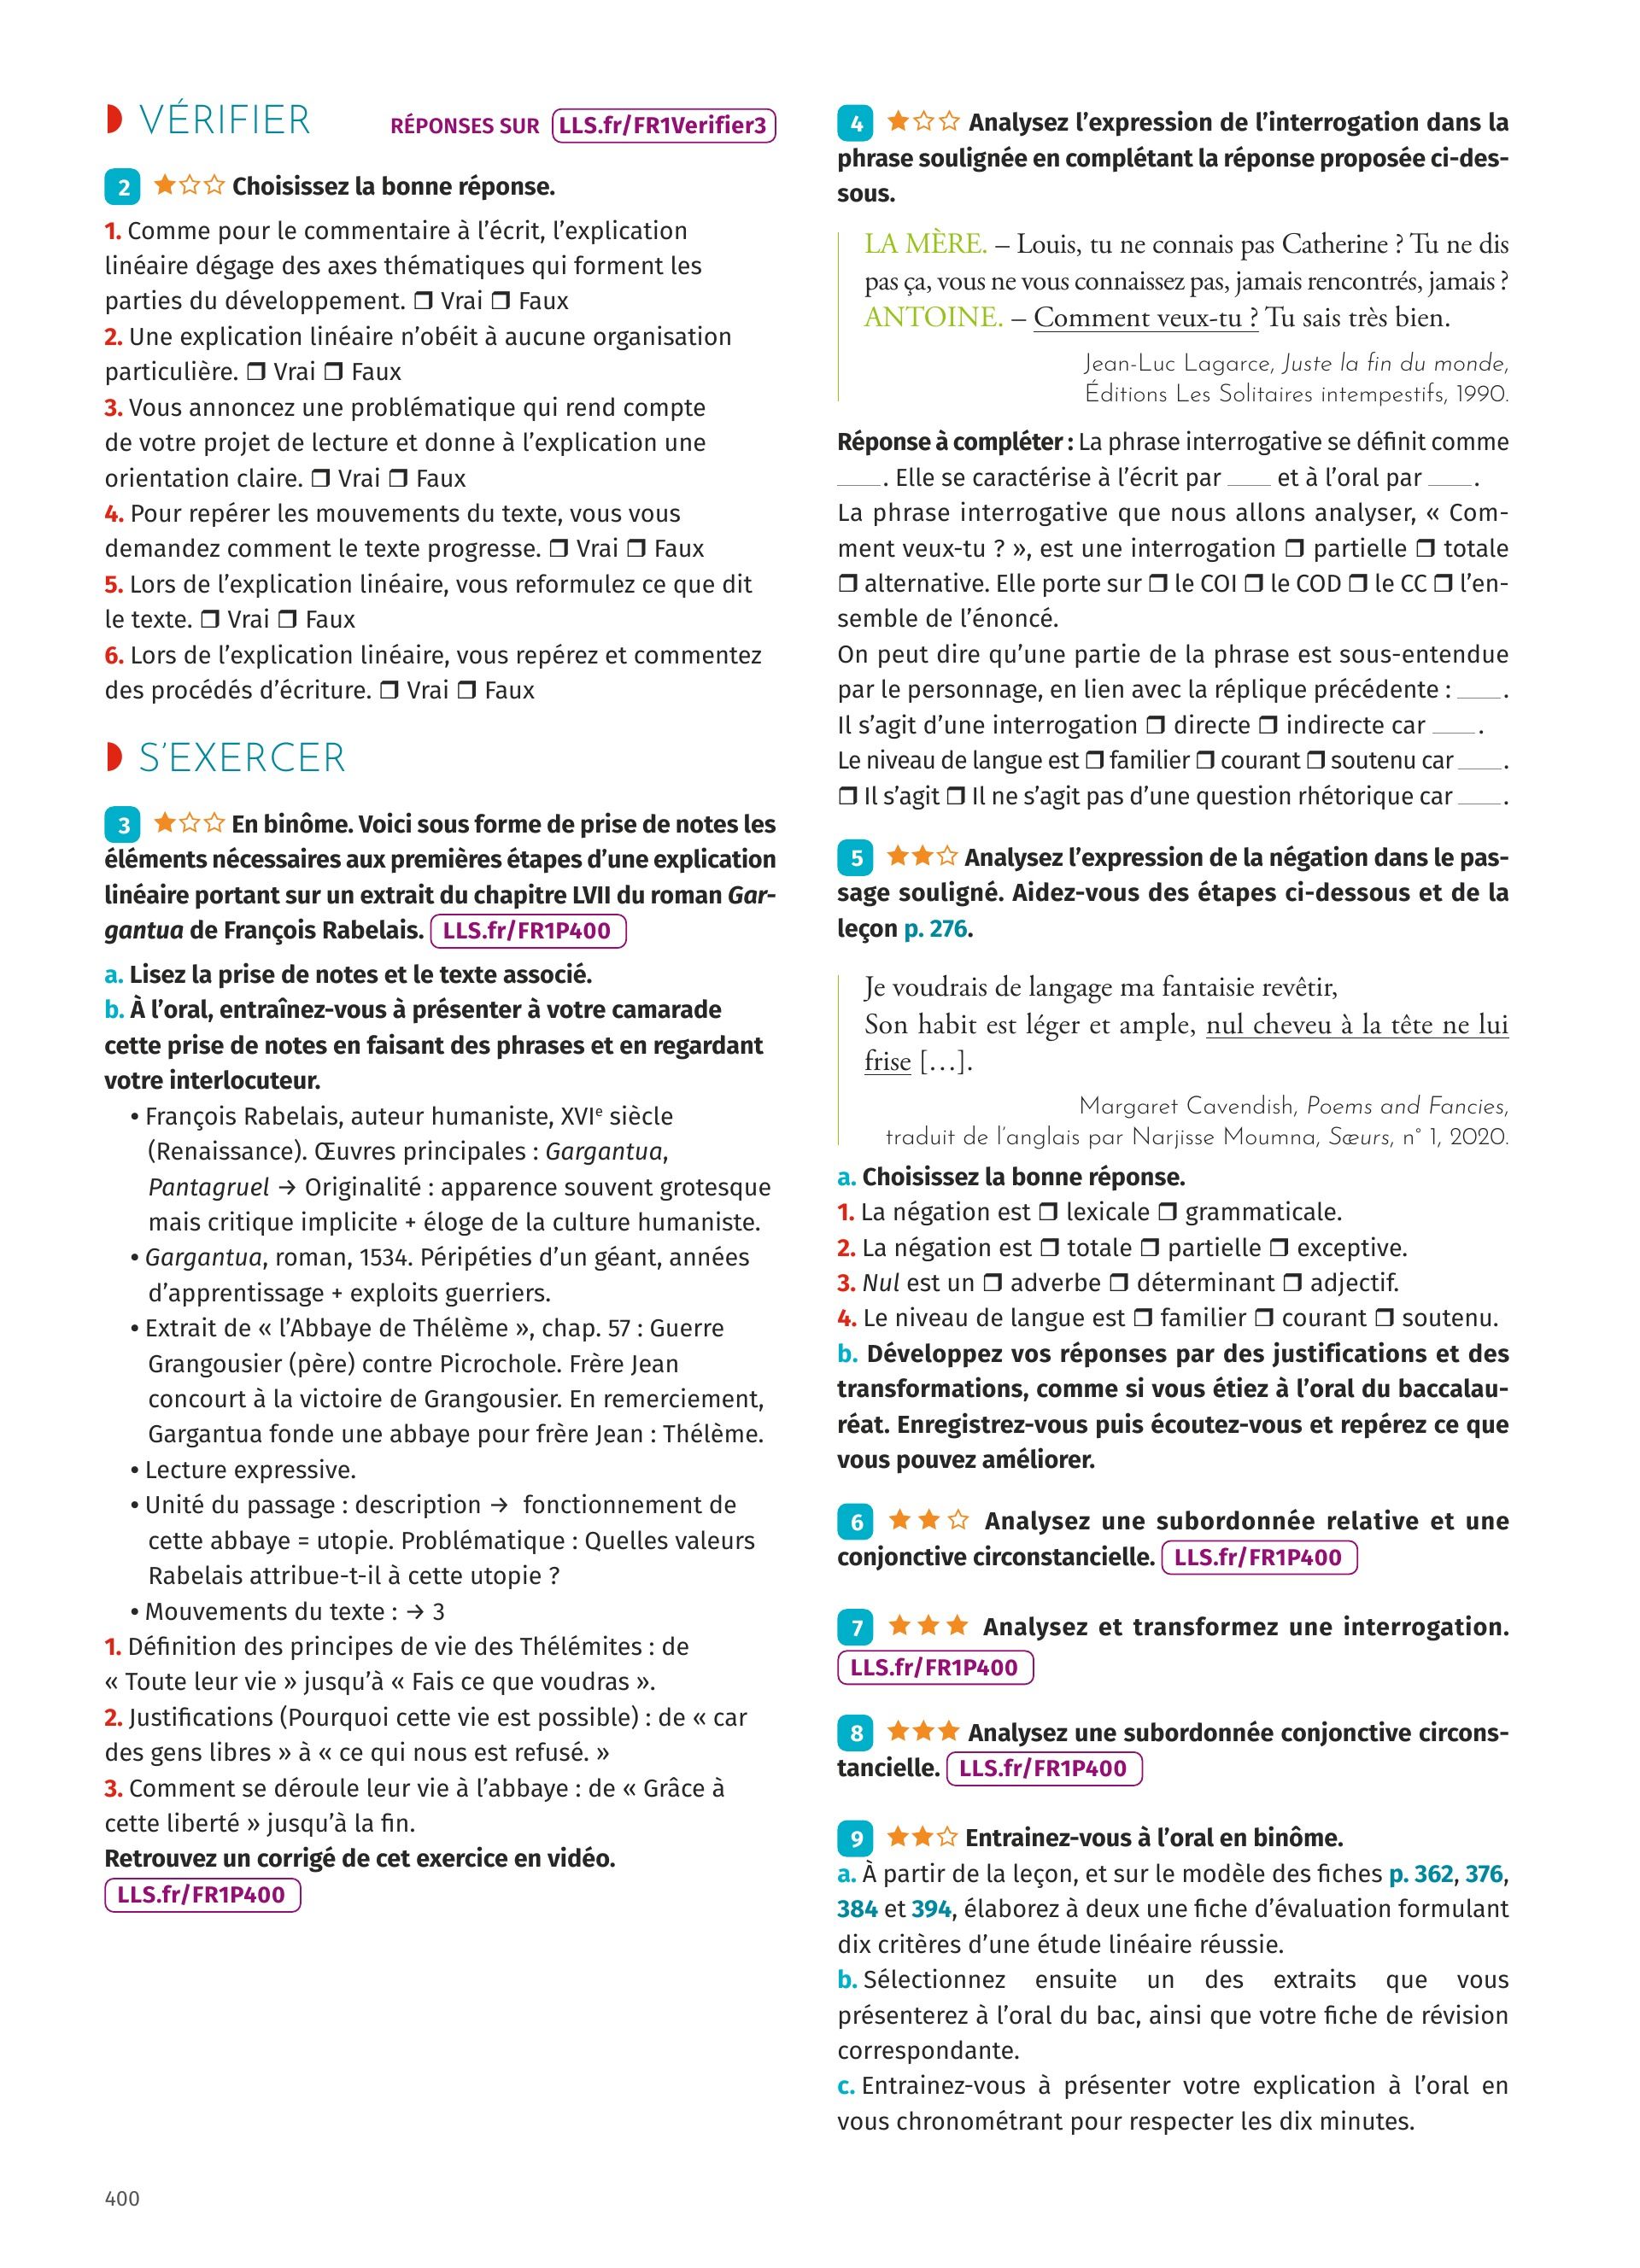 VÉRIFIER
RÉPONSES SUR LLS.fr/FR1Verifier3
2 ★☆☆ Choisissez la bonne réponse.
1. Comme pour le commentaire à l’écrit, l’explication
linéaire dégage des axes thématiques qui forment les
parties du développement. ❒ Vrai ❒ Faux
2. Une explication linéaire n’obéit à aucune organisation
particulière. ❒ Vrai ❒ Faux
3. Vous annoncez une problématique qui rend compte
de votre projet de lecture et donne à l’explication une
orientation claire. ❒ Vrai ❒ Faux
4. Pour repérer les mouvements du texte, vous vous
demandez comment le texte progresse. ❒ Vrai ❒ Faux
5. Lors de l’explication linéaire, vous reformulez ce que dit
le texte. ❒ Vrai ❒ Faux
6. Lors de l’explication linéaire, vous repérez et commentez
des procédés d’écriture. ❒ Vrai ❒ Faux
S’EXERCER
3 ★☆☆ En binôme. Voici sous forme de prise de notes les
éléments nécessaires aux premières étapes d’une explication
linéaire portant sur un extrait du chapitre LVII du roman Gar-
gantua de François Rabelais. LLS.fr/FR1P400
a. Lisez la prise de notes et le texte associé.
b. À l’oral, entraînez-vous à présenter à votre camarade
cette prise de notes en faisant des phrases et en regardant
votre interlocuteur.
• François Rabelais, auteur humaniste, XVIe siècle
(Renaissance). Œuvres principales : Gargantua,
Pantagruel → Originalité : apparence souvent grotesque
mais critique implicite + éloge de la culture humaniste.
• Gargantua, roman, 1534. Péripéties d’un géant, années
d’apprentissage + exploits guerriers.
• Extrait de « l’Abbaye de Thélème », chap. 57 : Guerre
Grangousier (père) contre Picrochole. Frère Jean
concourt à la victoire de Grangousier. En remerciement,
Gargantua fonde une abbaye pour frère Jean : Thélème.
• Lecture expressive.
• Unité du passage : description → fonctionnement de
cette abbaye = utopie. Problématique : Quelles valeurs
Rabelais attribue-t-il à cette utopie ?
• Mouvements du texte : → 3
1. Définition des principes de vie des Thélémites : de
« Toute leur vie » jusqu’à « Fais ce que voudras ».
2. Justifications (Pourquoi cette vie est possible) : de « car
des gens libres » à « ce qui nous est refusé. »
3. Comment se déroule leur vie à l’abbaye : de « Grâce à
cette liberté » jusqu’à la fin.
Retrouvez un corrigé de cet exercice en vidéo.
LLS.fr/FR1P400
4 ★☆☆ Analysez l’expression de l’interrogation dans la
phrase soulignée en complétant la réponse proposée ci-des-
sous.
LA MÈRE. – Louis, tu ne connais pas Catherine ? Tu ne dis
pas ça, vous ne vous connaissez pas, jamais rencontrés, jamais ?
ANTOINE. – Comment veux-tu ? Tu sais très bien.
Jean-Luc Lagarce, Juste la fin du monde,
Éditions Les Solitaires intempestifs, 1990.
Réponse à compléter : La phrase interrogative se définit comme
____. Elle se caractérise à l’écrit par ____ et à l’oral par ____.
La phrase interrogative que nous allons analyser, « Com-
ment veux-tu ? », est une interrogation ❒ partielle ❒ totale
❒ alternative. Elle porte sur ❒ le COI ❒ le COD ❒ le CC ❒ l’en-
semble de l’énoncé.
On peut dire qu’une partie de la phrase est sous-entendue
par le personnage, en lien avec la réplique précédente : ____.
Il s’agit d’une interrogation ❒ directe ❒ indirecte car ____.
Le niveau de langue est ❒ familier ❒ courant ❒ soutenu car ____.
❒ Il s’agit ❒ Il ne s’agit pas d’une question rhétorique car ____.
5 ★★☆ Analysez l’expression de la négation dans le pas-
sage souligné. Aidez-vous des étapes ci-dessous et de la
leçon p. 276.
Je voudrais de langage ma fantaisie revêtir,
Son habit est léger et ample, nul cheveu à la tête ne lui
frise […].
Margaret Cavendish, Poems and Fancies,
traduit de l’anglais par Narjisse Moumna, Sœurs, n° 1, 2020.
a. Choisissez la bonne réponse.
1. La négation est ❒ lexicale ❒ grammaticale.
2. La négation est ❒ totale ❒ partielle ❒ exceptive.
3. Nul est un ❒ adverbe ❒ déterminant ❒ adjectif.
4. Le niveau de langue est ❒ familier ❒ courant ❒ soutenu.
b. Développez vos réponses par des justifications et des
transformations, comme si vous étiez à l’oral du baccalau-
réat. Enregistrez-vous puis écoutez-vous et repérez ce que
vous pouvez améliorer.
6 ★★☆ Analysez une subordonnée relative et une
conjonctive circonstancielle. LLS.fr/FR1P400
7 ★★★ Analysez et transformez une interrogation.
LLS.fr/FR1P400
8 ★★★ Analysez une subordonnée conjonctive circons-
tancielle. LLS.fr/FR1P400
9 ★★☆ Entrainez-vous à l’oral en binôme.
a. À partir de la leçon, et sur le modèle des fiches p. 362, 376,
384 et 394, élaborez à deux une fiche d’évaluation formulant
dix critères d’une étude linéaire réussie.
b. Sélectionnez ensuite un des extraits que vous
présenterez à l’oral du bac, ainsi que votre fiche de révision
correspondante.
c. Entrainez-vous à présenter votre explication à l’oral en
vous chronométrant pour respecter les dix minutes.
400